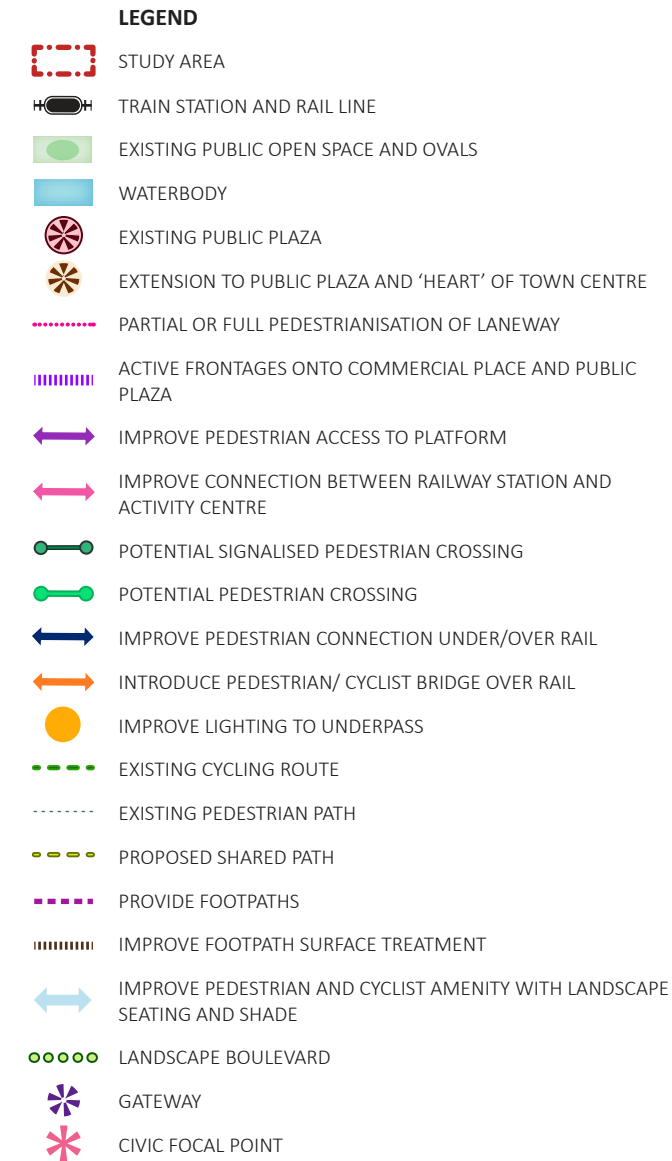 LEGEND
STUDY AREA
TRAIN STATION AND RAIL LINE
EXISTING PUBLIC OPEN SPACE AND OVALS
WATERBODY
EXISTING PUBLIC PLAZA
EXTENSION TO PUBLIC PLAZA AND ‘HEART’ OF TOWN CENTRE
PARTIAL OR FULL PEDESTRIANISATION OF LANEWAY
ACTIVE FRONTAGES ONTO COMMERCIAL PLACE AND PUBLIC
PLAZA
IMPROVE PEDESTRIAN ACCESS TO PLATFORM
IMPROVE CONNECTION BETWEEN RAILWAY STATION AND
ACTIVITY CENTRE
POTENTIAL SIGNALISED PEDESTRIAN CROSSING
POTENTIAL PEDESTRIAN CROSSING
IMPROVE PEDESTRIAN CONNECTION UNDER/OVER RAIL
INTRODUCE PEDESTRIAN/ CYCLIST BRIDGE OVER RAIL
IMPROVE LIGHTING TO UNDERPASS
EXISTING CYCLING ROUTE
EXISTING PEDESTRIAN PATH
PROPOSED SHARED PATH
PROVIDE FOOTPATHS
IMPROVE FOOTPATH SURFACE TREATMENT
IMPROVE PEDESTRIAN AND CYCLIST AMENITY WITH LANDSCAPE
SEATING AND SHADE
LANDSCAPE BOULEVARD
GATEWAY
CIVIC FOCAL POINT